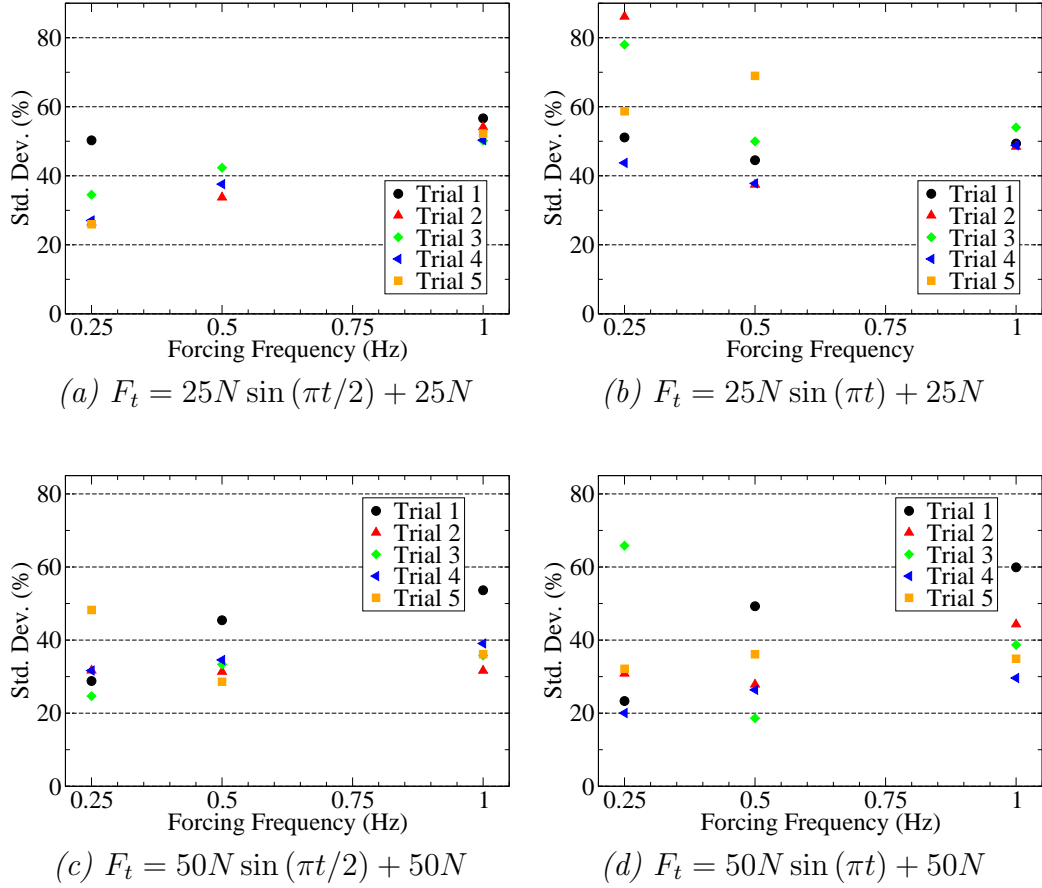 80
60
40
20
0
Std. Dev. (%)
0.25 0.5 0.75 1
Forcing Frequency (Hz)
Trial 1
Trial 2
Trial 3
Trial 4
Trial 5
(a) F_t = 25N sin (πt/2) + 25N
80
60
40
20
0
Std. Dev. (%)
0.25 0.5 0.75 1
Forcing Frequency
Trial 1
Trial 2
Trial 3
Trial 4
Trial 5
(b) F_t = 25N sin (πt) + 25N
80
60
40
20
0
Std. Dev. (%)
0.25 0.5 0.75 1
Forcing Frequency (Hz)
Trial 1
Trial 2
Trial 3
Trial 4
Trial 5
(c) F_t = 50N sin (πt/2) + 50N
80
60
40
20
0
Std. Dev. (%)
0.25 0.5 0.75 1
Forcing Frequency (Hz)
Trial 1
Trial 2
Trial 3
Trial 4
Trial 5
(d) F_t = 50N sin (πt) + 50N